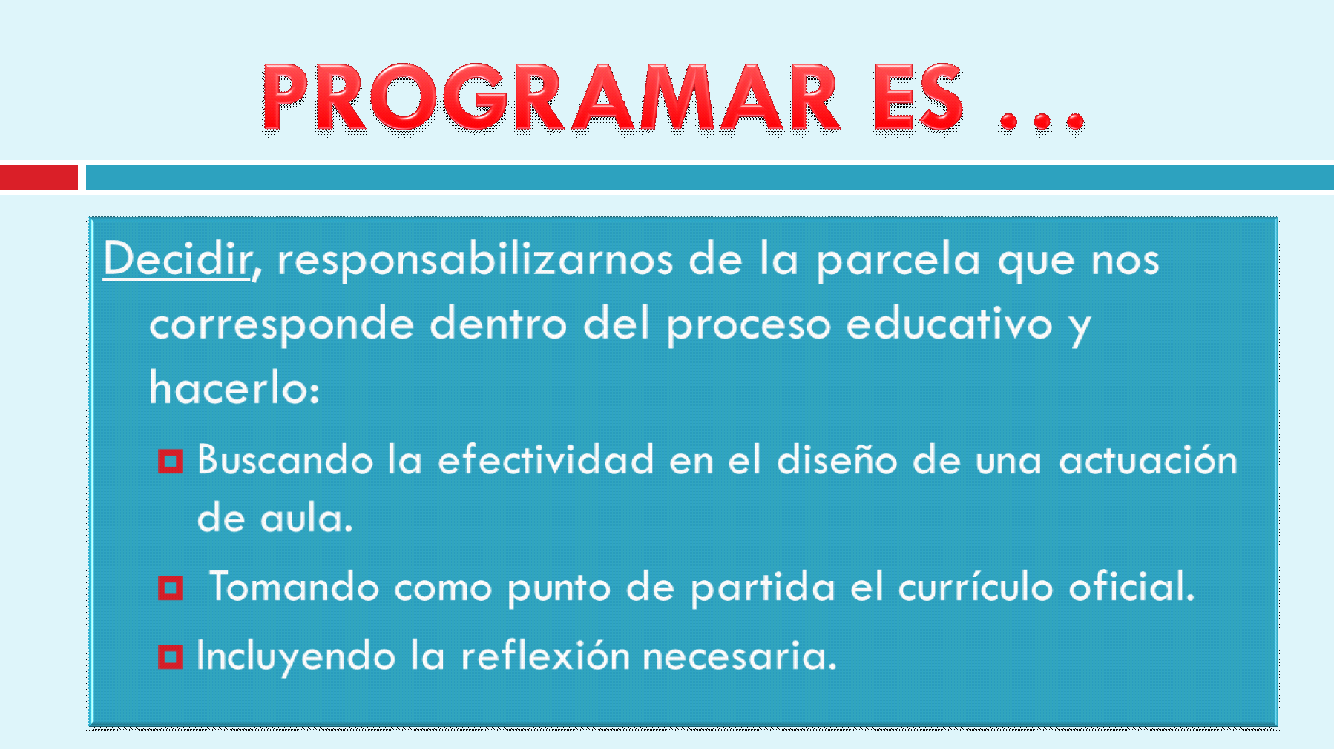 PROGRAMAR ES ...
Decidir, responsabilizarnos de la parcela que nos
corresponde dentro del proceso educativo y
hacerlo:
Buscando la efectividad en el diseño de una actuación
de aula.
Tomando como punto de partida el currículo oficial.
Incluyendo la reflexión necesaria.